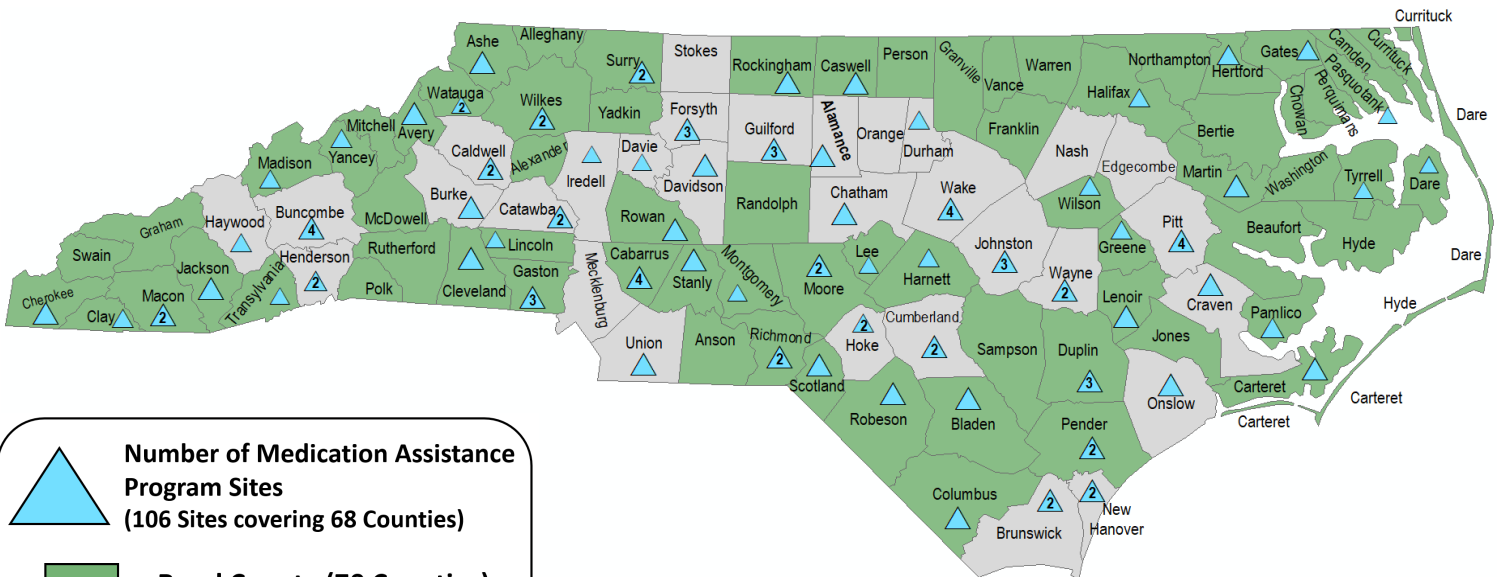 Currituck
Alleghany
Ashe
Stokes
Surry
2
Rockingham
Caswell
Person
Granville
Vance
Warren
Northampton
Hertford
Gates
Camden
Currituck
Pasquotank
Perquimans
Chowan
Halifax
Watauga
2
Wilkes
2
Yadkin
Forsyth
3
Guilford
3
Alamance
Orange
Durham
Franklin
Bertie
Dare
Mitchell
Avery
Yancey
Madison
Caldwell
2
Alexander
Davie
Iredell
Davidson
Nash
Edgecombe
Martin
Washington
Tyrrell
Dare
Burke
Catawba
2
Rowan
Randolph
Chatham
Wake
4
Wilson
Pitt
4
Beaufort
Hyde
Haywood
Buncombe
4
McDowell
Graham
Swain
Jackson
Henderson
2
Rutherford
Polk
Lincoln
Gaston
3
Cleveland
Mecklenburg
Cabarrus
4
Stanly
Montgomery
2
Moore
Lee
Harnett
Johnston
3
Wayne
2
Greene
Lenoir
Craven
Pamlico
Dare
Hyde
Cherokee
Clay
Macon
2
Transylvania
Union
Anson
Richmond
2
Scotland
2
Hoke
Cumberland
2
Sampson
Duplin
3
Jones
Onslow
Carteret
Carteret
Carteret
Robeson
Bladen
Pender
2
Columbus
2
Brunswick
2
New
Hanover
Number of Medication Assistance
Program Sites
(106 Sites covering 68 Counties)